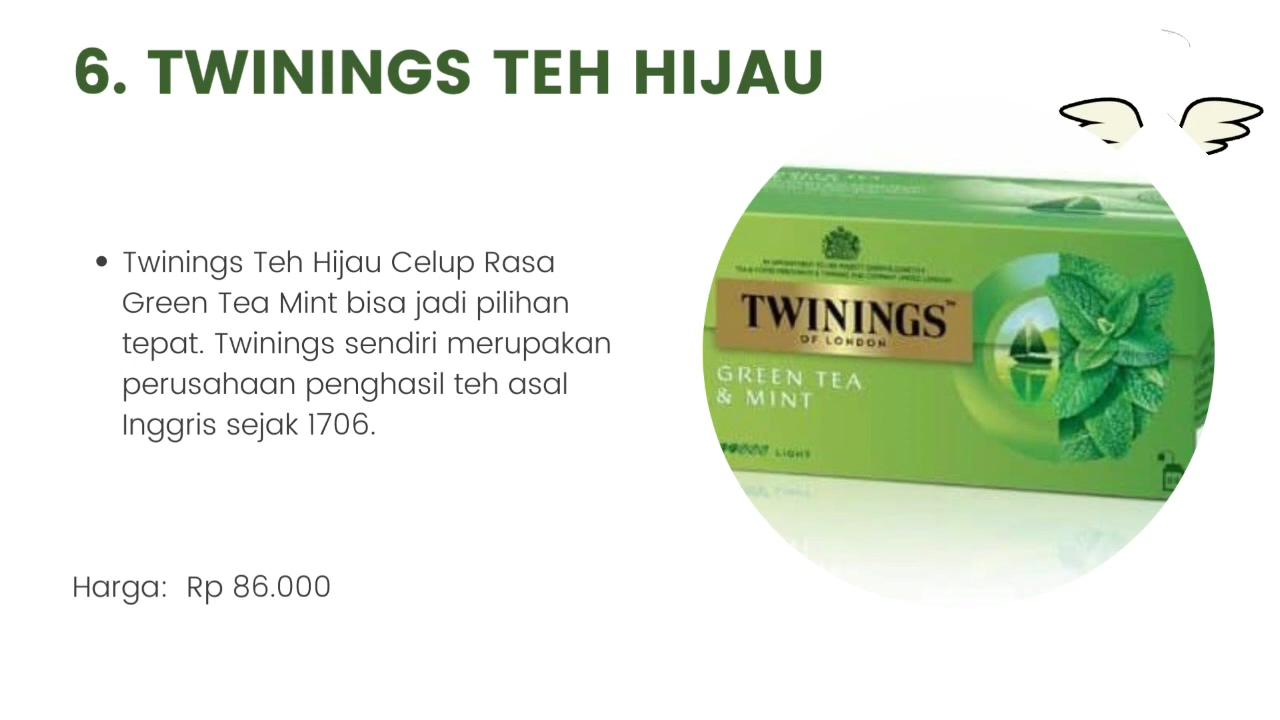 6. TWININGS TEH HIJAU
• Twinings Teh Hijau Celup Rasa
Green Tea Mint bisa jadi pilihan
tepat. Twinings sendiri merupakan
perusahaan penghasil teh asal
Inggris sejak 1706.
Harga: Rp 86.000
TWININGS™
OF LONDON
GREEN TEA
& MINT
LIGHT